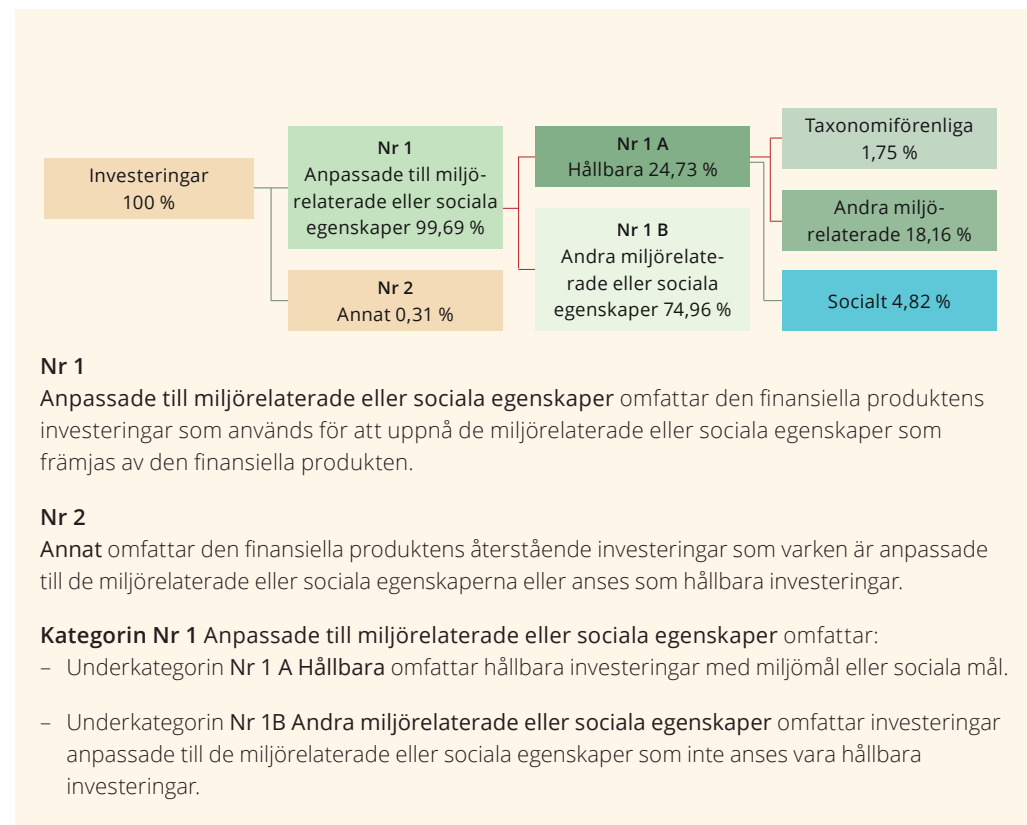 Investeringar
100 %
Nr 1
Anpassade till miljö-
relaterade eller sociala
egenskaper 99,69 %
Nr 2
Annat 0,31 %
Nr 1 A
Hållbara 24,73 %
Nr 1 B
Andra miljörelate-
rade eller sociala
egenskaper 74,96 %
Taxonomiförenliga
1,75 %
Andra miljö-
relaterade 18,16 %
Socialt 4,82 %
Nr 1
Anpassade till miljörelaterade eller sociala egenskaper omfattar den finansiella produktens
investeringar som används för att uppnå de miljörelaterade eller sociala egenskaper som
främjas av den finansiella produkten.
Nr 2
Annat omfattar den finansiella produktens återstående investeringar som varken är anpassade
till de miljörelaterade eller sociala egenskaperna eller anses som hållbara investeringar.
Kategorin Nr 1 Anpassade till miljörelaterade eller sociala egenskaper omfattar:
– Underkategorin Nr 1 A Hållbara omfattar hållbara investeringar med miljömål eller sociala mål.
– Underkategorin Nr 1B Andra miljörelaterade eller sociala egenskaper omfattar investeringar
anpassade till de miljörelaterade eller sociala egenskaper som inte anses vara hållbara
investeringar.